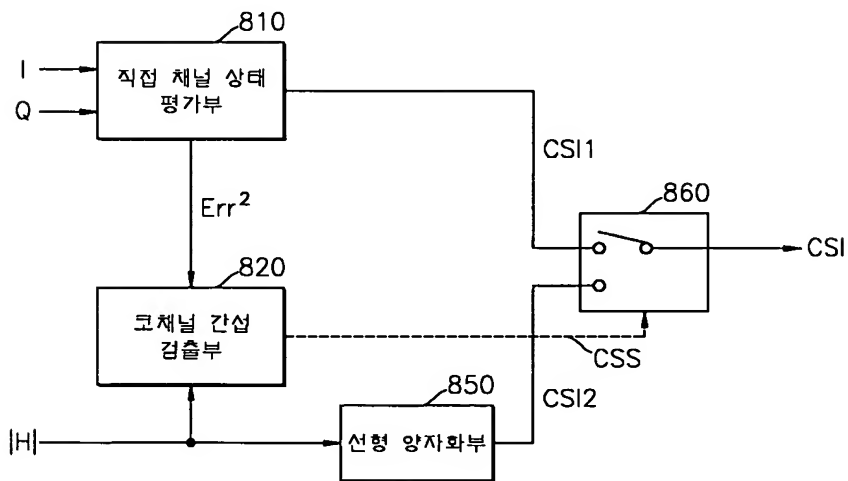 810
I
Q
직접 채널 상태
평가부
CSI1
Err²
860
CSI
820
코채널 간섭
검출부
CSS
850
CSI2
|H|
선형 양자화부